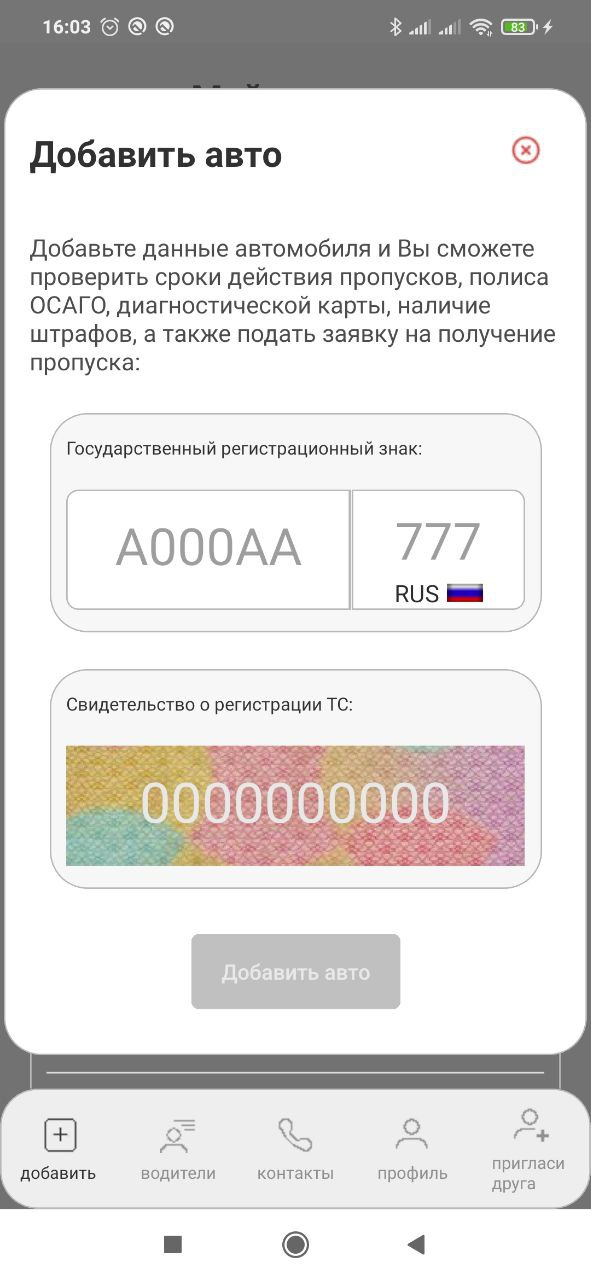 16:03
83
Добавить авто
Добавьте данные автомобиля и Вы сможете
проверить сроки действия пропусков, полиса
ОСАГО, диагностической карты, наличие
штрафов, а также подать заявку на получение
пропуска:
Государственный регистрационный знак:
A000AA
777
RUS
Свидетельство о регистрации ТС:
0000000000
Добавить авто
добавить
водители
контакты
профиль
пригласи
друга